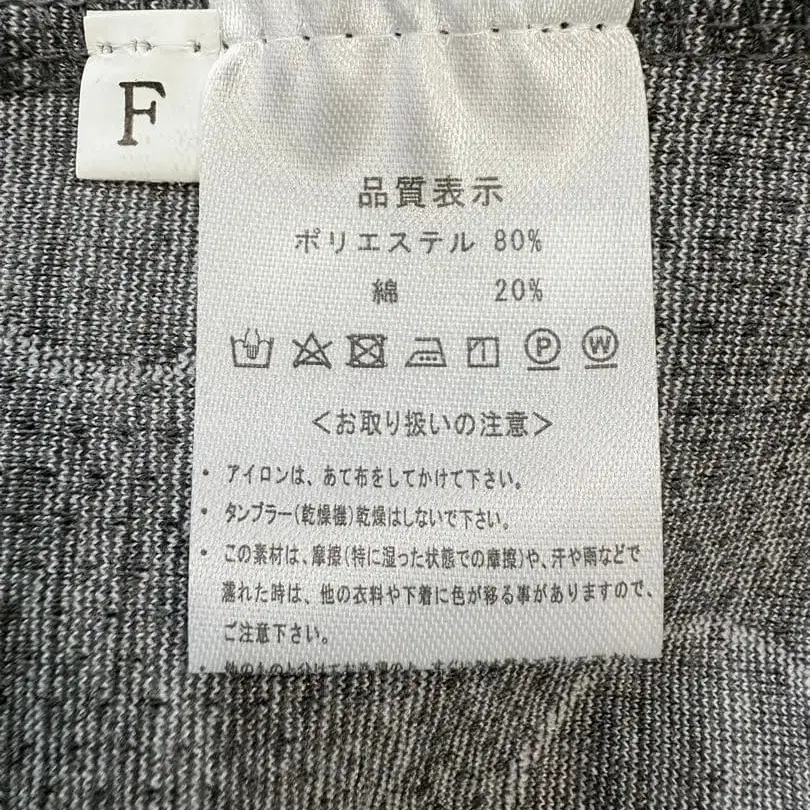 F
品質表示
ポリエステル 80%
綿 20%
P W
<お取り扱いの注意>
・アイロンは、あて布をしてかけて下さい。
・タンブラー(乾燥機)乾燥はしないで下さい。
・この素材は、摩擦(特に湿った状態での摩擦)や、汗や雨などで
濡れた時は、他の衣料や下着に色が移る事がありますので、
ご注意下さい。